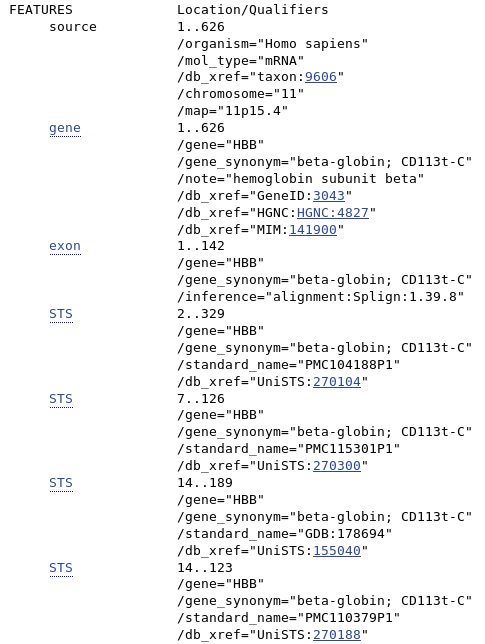 FEATURES Location/Qualifiers
source 1..626
/organism="Homo sapiens"
/mol_type="mRNA"
/db_xref="taxon:9606"
/chromosome="11"
/map="11p15.4"
gene 1..626
/gene="HBB"
/gene_synonym="beta-globin; CD113t-C"
/note="hemoglobin subunit beta"
/db_xref="GeneID:3043"
/db_xref="HGNC:HGNC:4827"
/db_xref="MIM:141900"
exon 1..142
/gene="HBB"
/gene_synonym="beta-globin; CD113t-C"
/inference="alignment:Splign:1.39.8"
STS 2..329
/gene="HBB"
/gene_synonym="beta-globin; CD113t-C"
/standard_name="PMC104188P1"
/db_xref="UniSTS:270104"
STS 7..126
/gene="HBB"
/gene_synonym="beta-globin; CD113t-C"
/standard_name="PMC115301P1"
/db_xref="UniSTS:270300"
STS 14..189
/gene="HBB"
/gene_synonym="beta-globin; CD113t-C"
/standard_name="GDB:178694"
/db_xref="UniSTS:155040"
STS 14..123
/gene="HBB"
/gene_synonym="beta-globin; CD113t-C"
/standard_name="PMC110379P1"
/db_xref="UniSTS:270188"